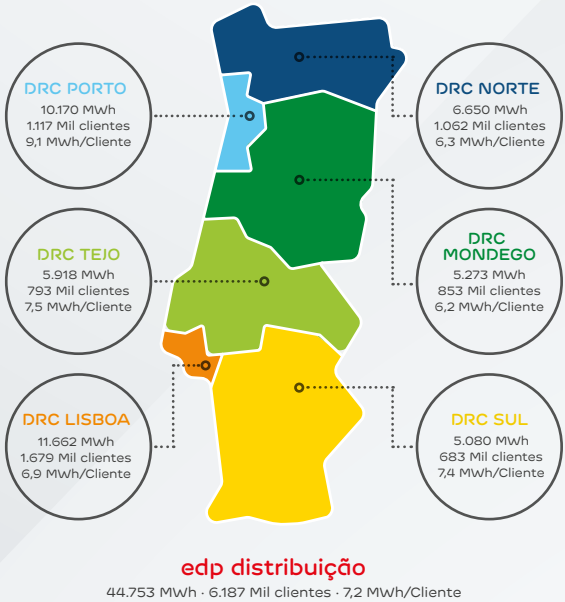 DRC PORTO
10.170 MWh
1.117 Mil clientes
9,1 MWh/Cliente
DRC NORTE
6.650 MWh
1.062 Mil clientes
6,3 MWh/Cliente
DRC TEJO
5.918 MWh
793 Mil clientes
7,5 MWh/Cliente
DRC
MONDEGO
5.273 MWh
853 Mil clientes
6,2 MWh/Cliente
DRC LISBOA
11.662 MWh
1.679 Mil clientes
6,9 MWh/Cliente
DRC SUL
5.080 MWh
683 Mil clientes
7,4 MWh/Cliente
edp distribuição
44.753 MWh · 6.187 Mil clientes · 7,2 MWh/Cliente